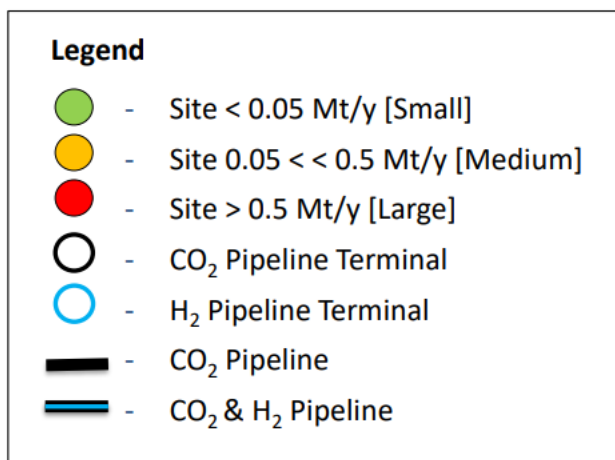 Legend
- Site < 0.05 Mt/y [Small]
- Site 0.05 < < 0.5 Mt/y [Medium]
- Site > 0.5 Mt/y [Large]
- CO₂ Pipeline Terminal
- H₂ Pipeline Terminal
- CO₂ Pipeline
- CO₂ & H₂ Pipeline